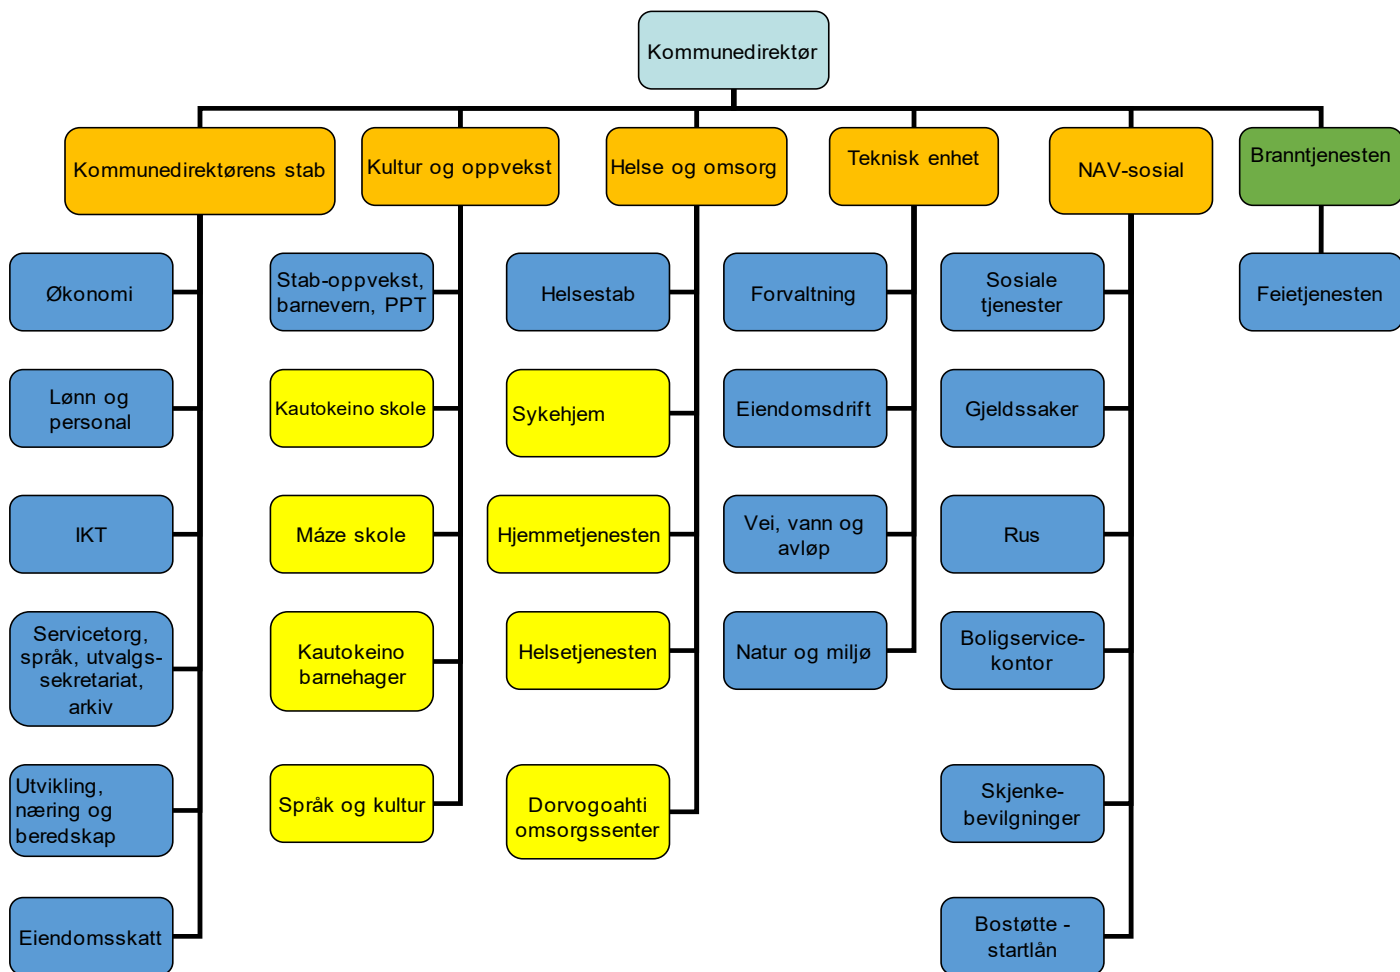 Kommunedirektør
Kommunedirektørens stab
Kultur og oppvekst
Helse og omsorg
Teknisk enhet
NAV-sosial
Branntjenesten
Økonomi
Lønn og
personal
IKT
Servicetorg,
språk, utvalgs-
sekretariat,
arkiv
Utvikling,
næring og
beredskap
Eiendomsskatt
Stab-oppvekst,
barnevern, PPT
Kautokeino skole
Máze skole
Kautokeino
barnehager
Språk og kultur
Helsestab
Sykehjem
Hjemmetjenesten
Helsetjenesten
Dorvogoahti
omsorgssenter
Forvaltning
Eiendomsdrift
Vei, vann og
avløp
Natur og miljø
Sosiale
tjenester
Gjeldssaker
Rus
Boligservice-
kontor
Skjenke-
bevilgninger
Bostøtte -
startlån
Feietjenesten